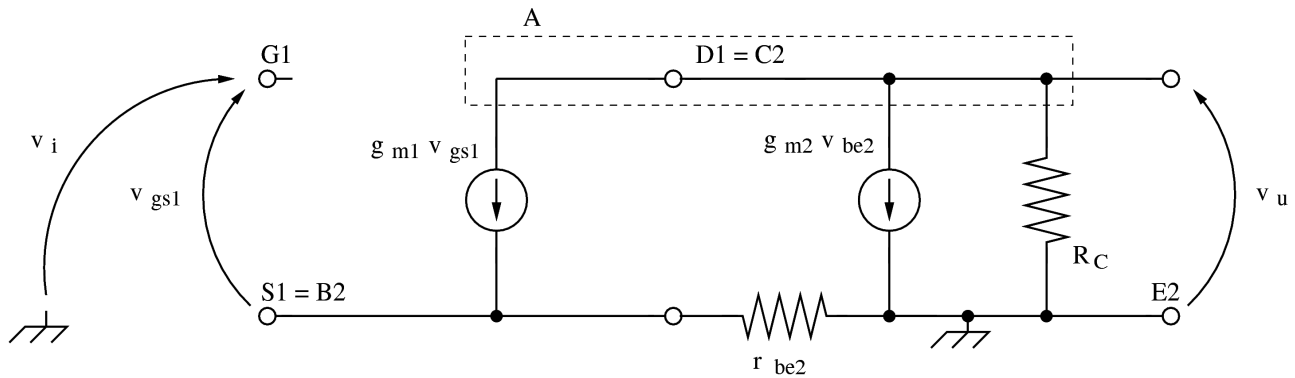 A
G1
D1 = C2
v i
g m1 v gs1
g m2 v be2
v gs1
v u
R C
S1 = B2
E2
r be2